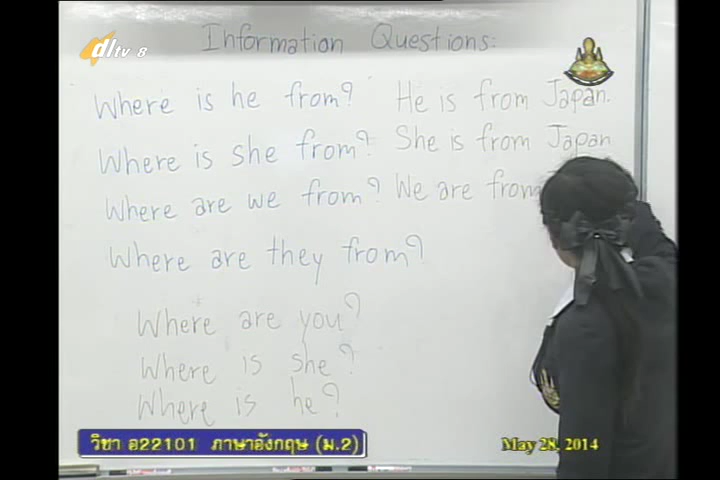 dltv 8
Information Questions:
Where is he from? He is from Japan.
Where is she from? She is from Japan
Where are we from? We are from
Where are they from?
Where are you?
Where is she?
Where is he?
วิชา อ22101 ภาษาอังกฤษ (ม.2)
May 28, 2014